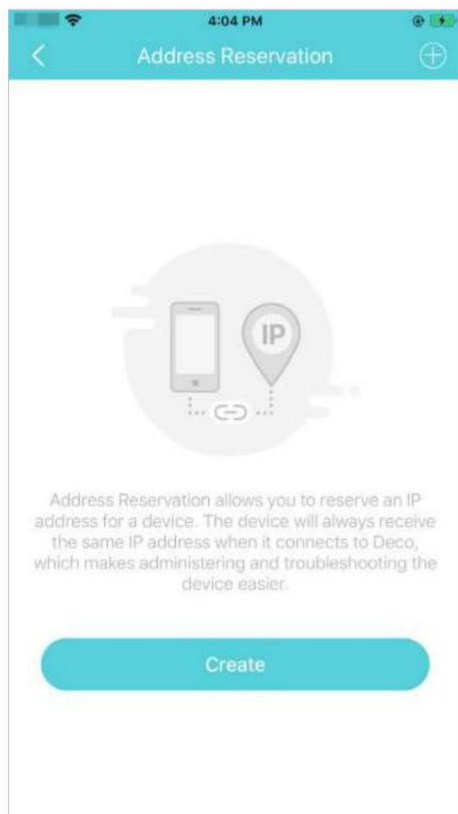 4:04 PM
Address Reservation
IP
Address Reservation allows you to reserve an IP
address for a device. The device will always receive
the same IP address when it connects to Deco,
which makes administering and troubleshooting the
device easier.
Create